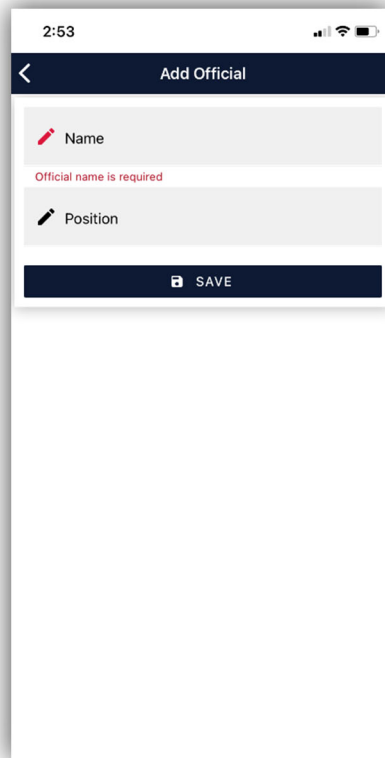 2:53
Add Official
Name
Official name is required
Position
SAVE